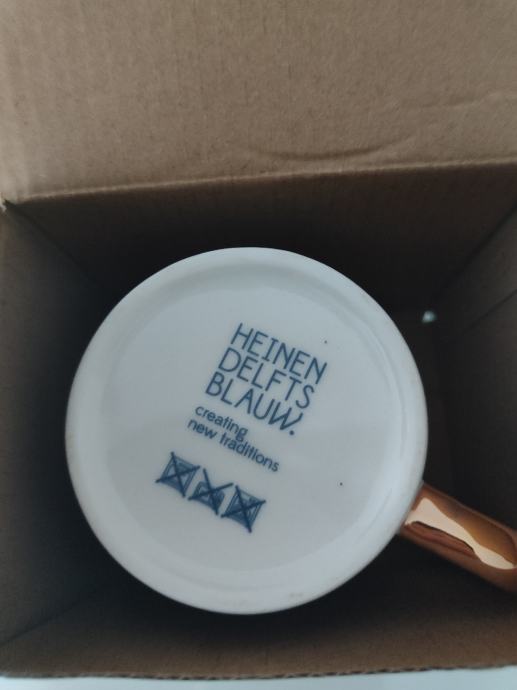 HEINEN
DELFTS
BLAUW.
creating
new traditions